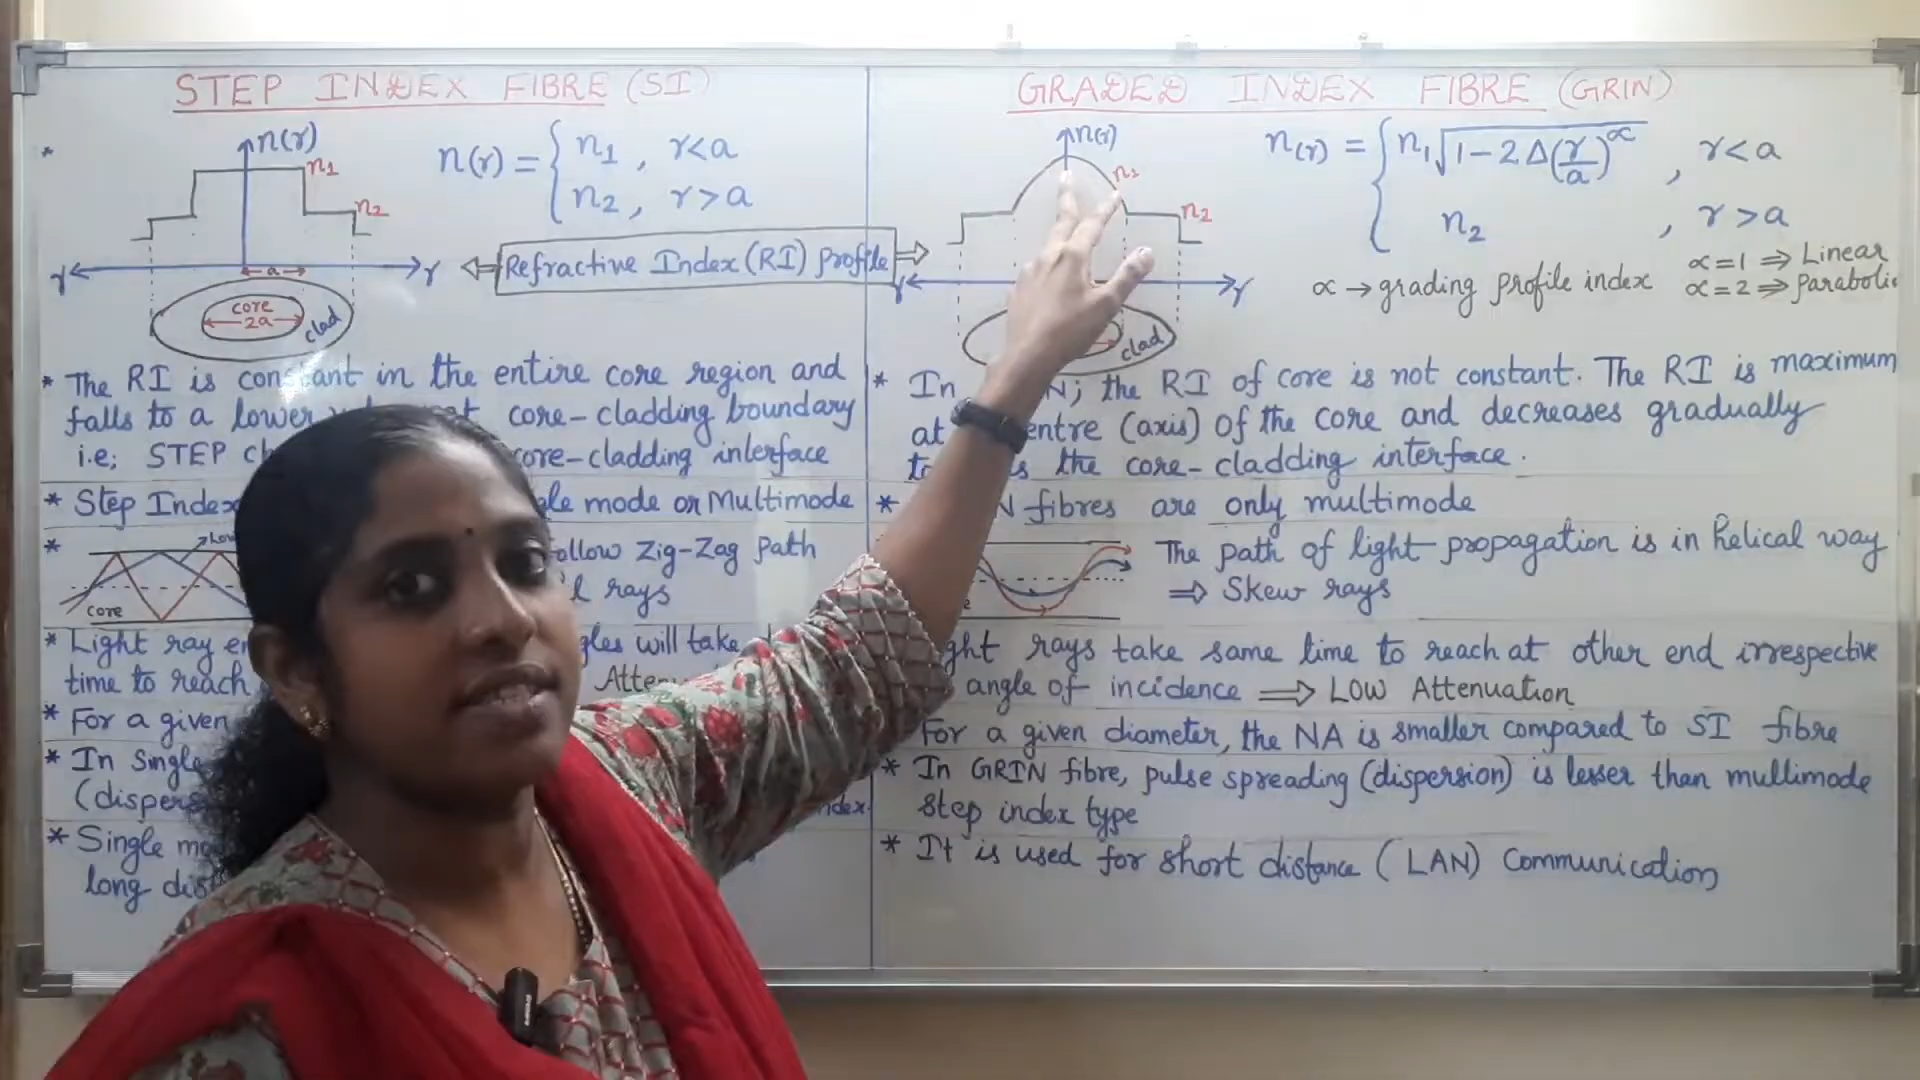 STEP INDEX FIBRE (SI)
*
n(r)
n1
n2
r
r
a
core
2a
clad
n(r) = { n1 , r<a
n2 , r>a
Refractive Index (RI) profile
* The RI is constant in the entire core region and
falls to a lower core-cladding boundary
i.e; STEP core-cladding interface
* Step Index mode or Multimode
*
Core
follow Zig-Zag path
rays
* Light ray will take
time to reach
* For a given
* In Single
index
* Single
long
GRADED INDEX FIBRE (GRIN)
n(r)
n1
n2
r
r
clad
n(r) = { n1√1-2Δ(r/a)^∝ , r<a
n2 , r>a
∝ → grading profile index
∝=1 ⇒ Linear
∝=2 ⇒ parabolic
* In the RI of core is not constant. The RI is maximum
at centre (axis) of the core and decreases gradually
the core-cladding interface.
* fibres are only multimode
The path of light propagation is in helical way
⇒ Skew rays
rays take same time to reach at other end irrespective
angle of incidence ⇒ LOW Attenuation
For a given diameter, the NA is smaller compared to SI fibre
* In GRIN fibre, pulse spreading (dispersion) is lesser than multimode
step index type
* It is used for short distance (LAN) Communication